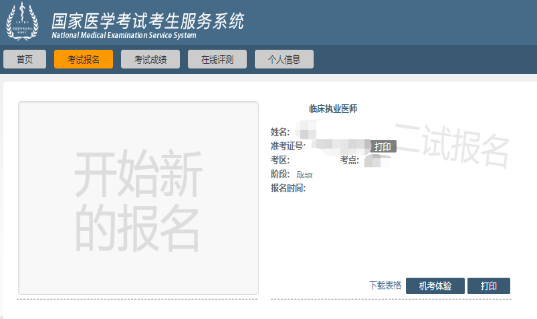 国家医学考试考生服务系统
National Medical Examination Service System
首页 考试报名 考试成绩 在线评测 个人信息
开始新
的报名
临床执业医师
姓名：
准考证号： 打印
考区： 考点：
阶段：
报名时间：
二试报名
下载表格 机考体验 打印